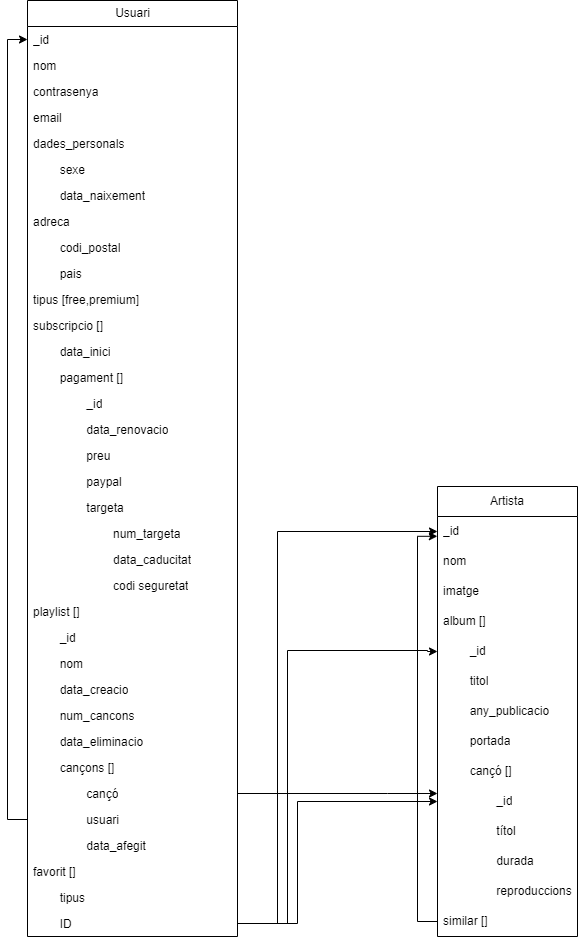 Usuari
_id
nom
contrasenya
email
dades_personals
sexe
data_naixement
adreca
codi_postal
pais
tipus [free,premium]
subscripcio []
data_inici
pagament []
_id
data_renovacio
preu
paypal
targeta
num_targeta
data_caducitat
codi seguretat
playlist []
_id
nom
data_creacio
num_cancons
data_eliminacio
cançons []
cançó
usuari
data_afegit
favorit []
tipus
ID
Artista
_id
nom
imatge
album []
_id
titol
any_publicacio
portada
cançó []
_id
títol
durada
reproduccions
similar []